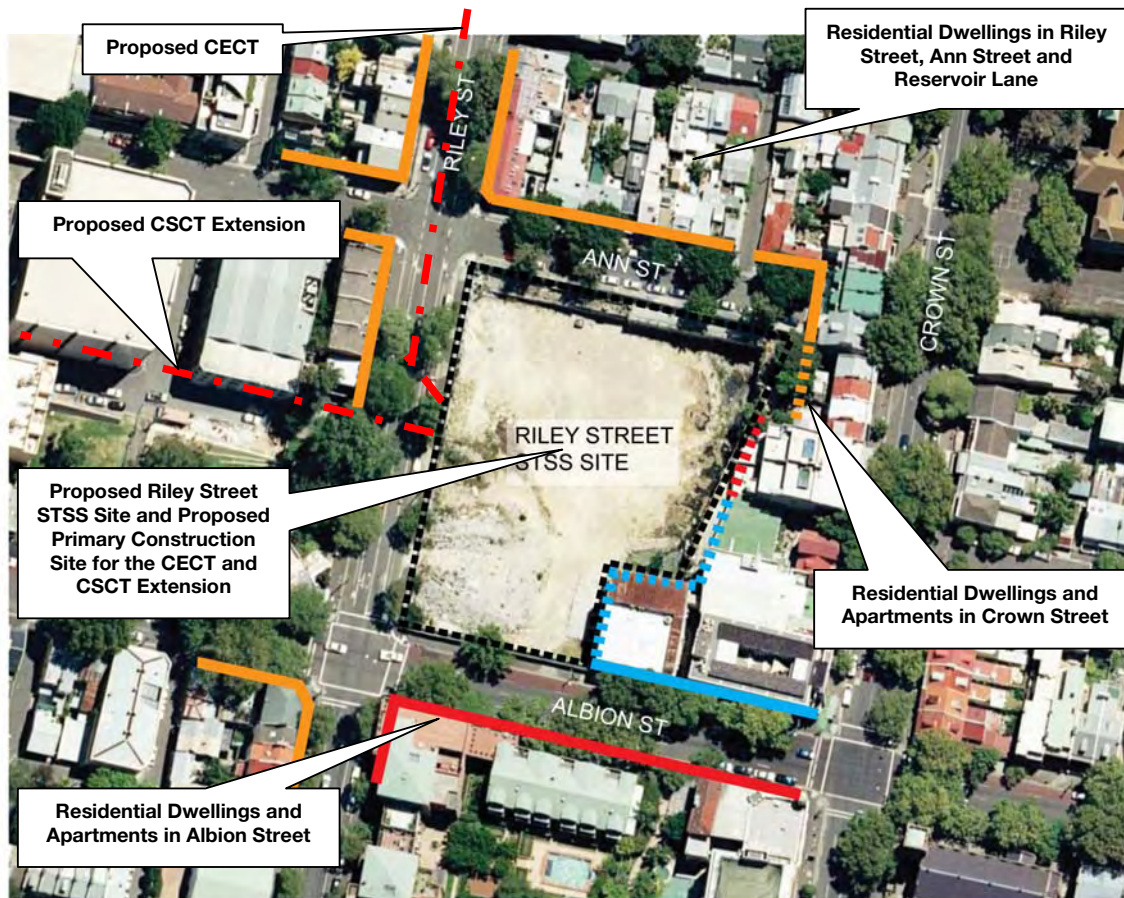 Proposed CECT
Residential Dwellings in Riley
Street, Ann Street and
Reservoir Lane
RILEY ST
Proposed CSCT Extension
ANN ST
CROWN ST
RILEY STREET
STSS SITE
Proposed Riley Street
STSS Site and Proposed
Primary Construction
Site for the CECT and
CSCT Extension
Residential Dwellings and
Apartments in Crown Street
ALBION ST
Residential Dwellings and
Apartments in Albion Street